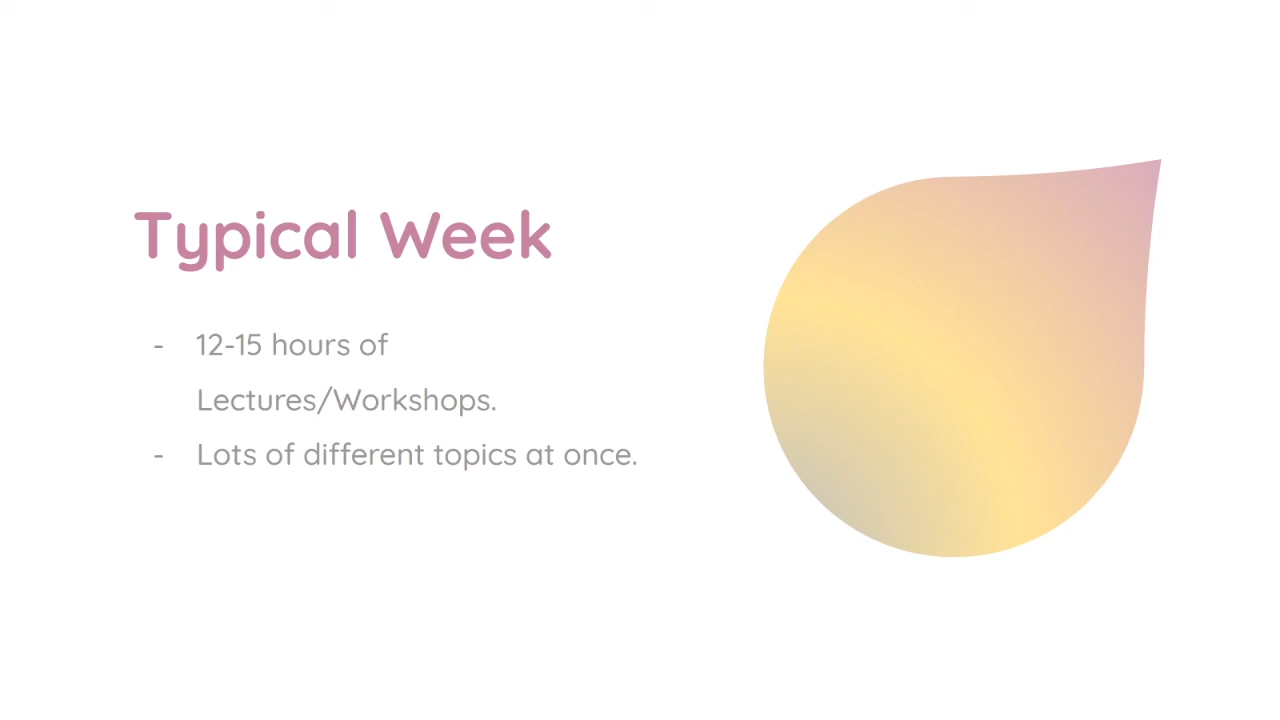 Typical Week
- 12-15 hours of
Lectures/Workshops.
- Lots of different topics at once.